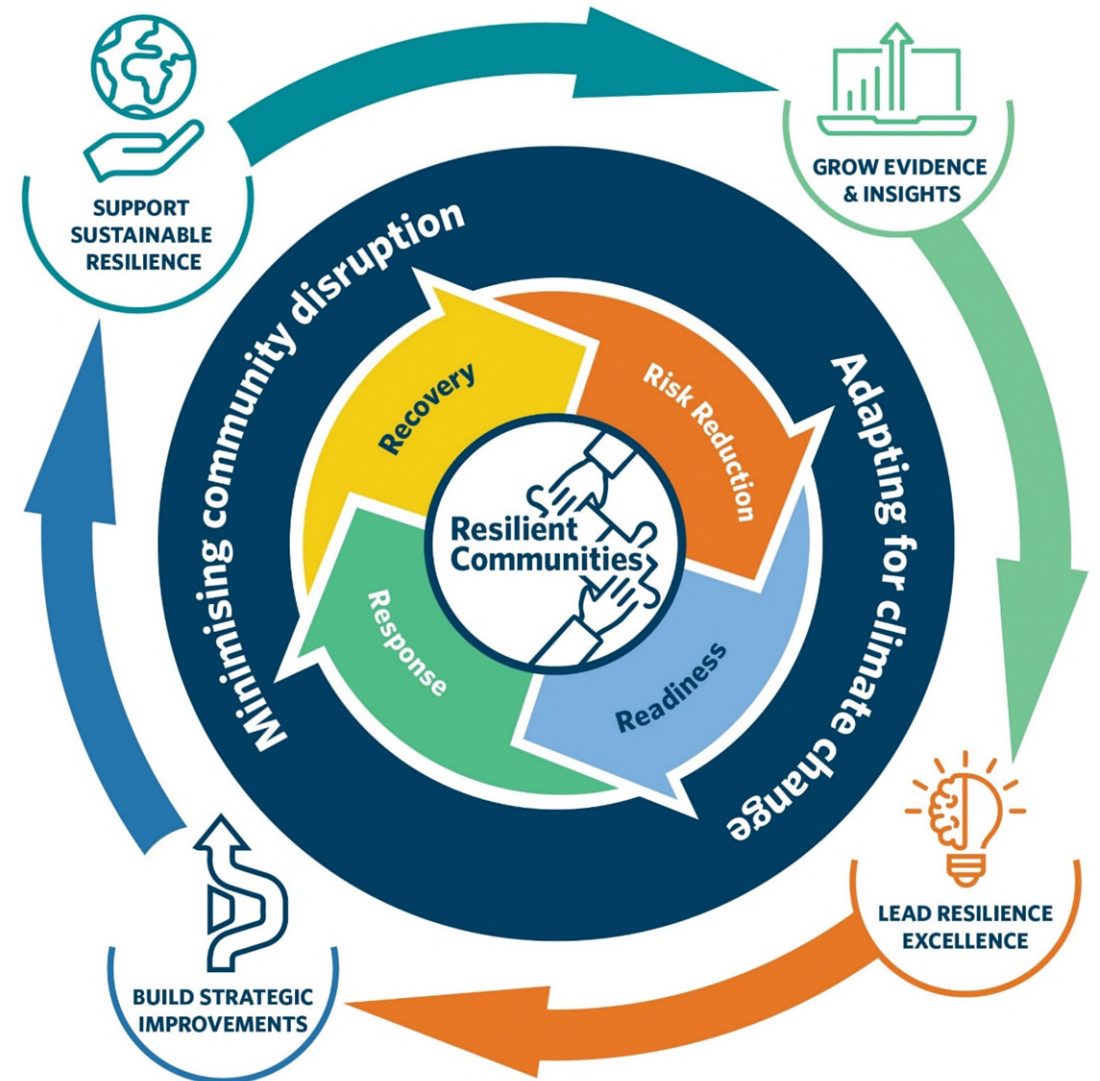 SUPPORT
SUSTAINABLE
RESILIENCE
GROW EVIDENCE
& INSIGHTS
Minimising community disruption
Adapting for climate change
Recovery
Risk Reduction
Resilient
Communities
Response
Readiness
LEAD RESILIENCE
EXCELLENCE
BUILD STRATEGIC
IMPROVEMENTS